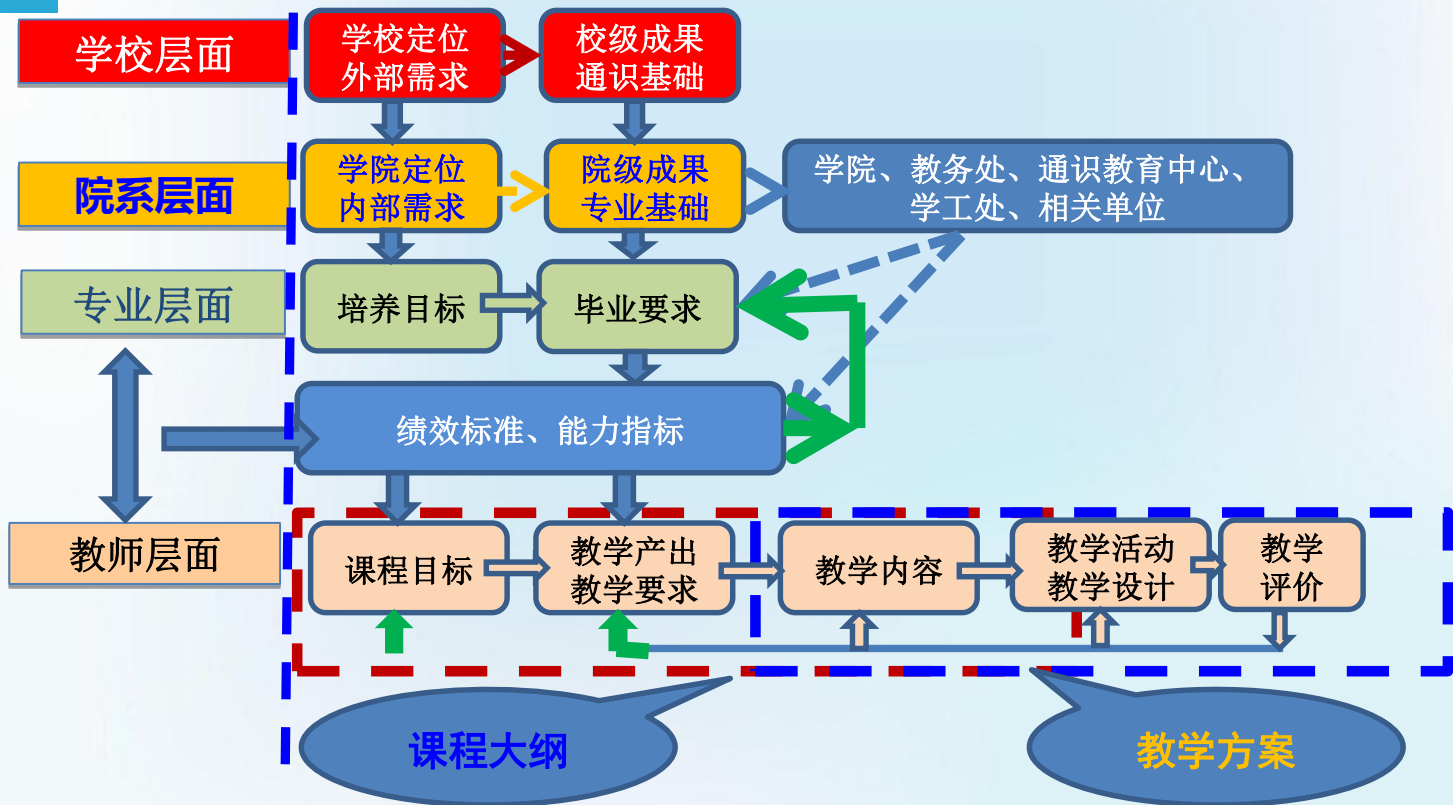 学校层面
学校定位
外部需求
校级成果
通识基础
院系层面
学院定位
内部需求
院级成果
专业基础
学院、教务处、通识教育中心、
学工处、相关单位
专业层面
培养目标
毕业要求
绩效标准、能力指标
教师层面
课程目标
教学产出
教学要求
教学内容
教学活动
教学设计
教学
评价
课程大纲
教学方案